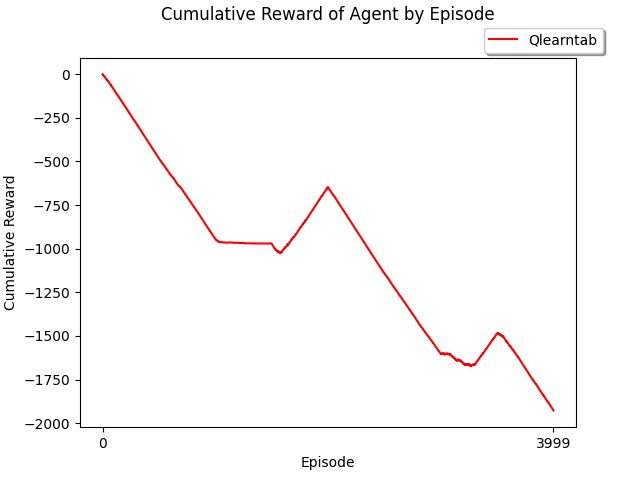 Cumulative Reward of Agent by Episode
Qlearntab
0
−250
−500
−750
−1000
−1250
−1500
−1750
−2000
Cumulative Reward
0
3999
Episode